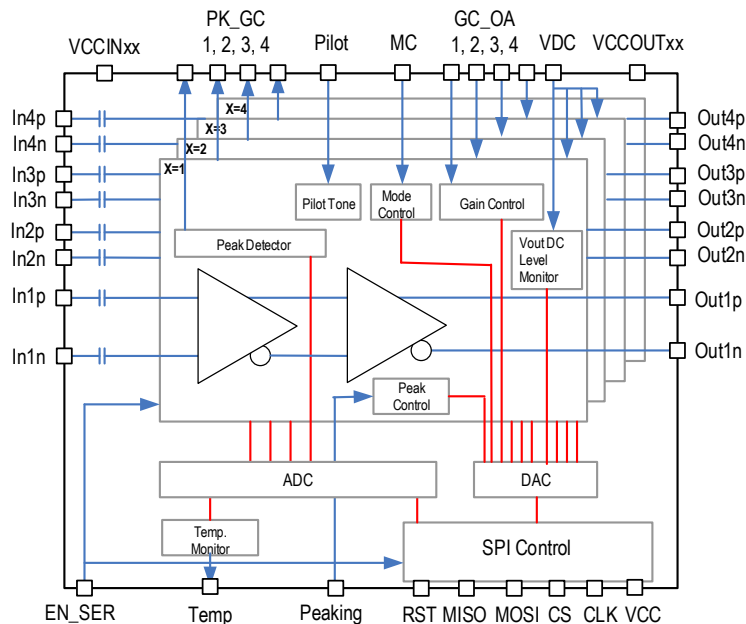 PK_GC
GC_OA
VCCINxx
1, 2, 3, 4
Pilot
MC
1, 2, 3, 4
VDC
VCCOUTxx
In4p
In4n
In3p
In3n
In2p
In2n
In1p
In1n
X=4
X=3
X=2
X=1
Out4p
Out4n
Out3p
Out3n
Out2p
Out2n
Out1p
Out1n
Pilot Tone
Mode
Control
Gain Control
Peak Detector
Vout DC
Level
Monitor
Peak
Control
ADC
DAC
Temp.
Monitor
SPI Control
EN_SER
Temp
Peaking
RST
MISO
MOSI
CS
CLK
VCC